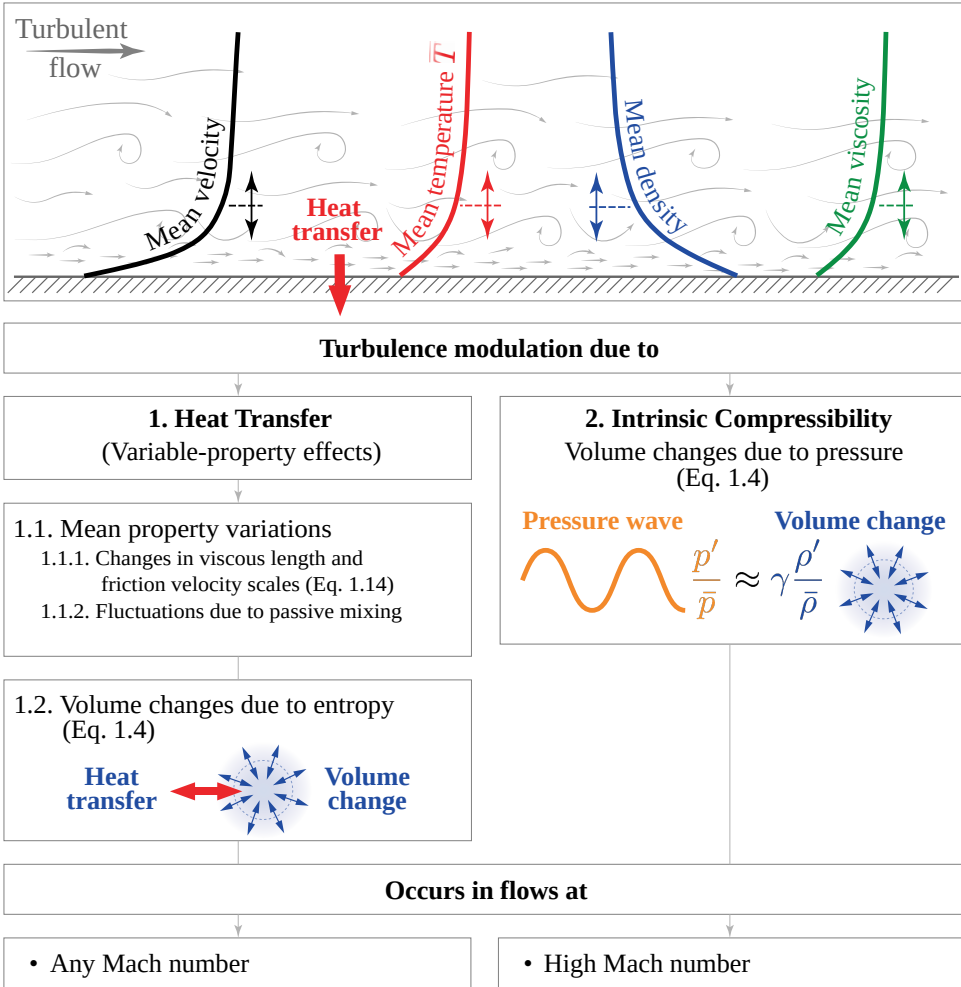 Turbulent
flow
Mean velocity
Heat
transfer
Mean temperature T̅
Mean density
Mean viscosity
Turbulence modulation due to
1. Heat Transfer
(Variable-property effects)
2. Intrinsic Compressibility
Volume changes due to pressure
(Eq. 1.4)
Pressure wave
Volume change
p′/p̄ ≈ γ ρ′/ρ̄
1.1. Mean property variations
1.1.1. Changes in viscous length and
friction velocity scales (Eq. 1.14)
1.1.2. Fluctuations due to passive mixing
1.2. Volume changes due to entropy
(Eq. 1.4)
Heat
transfer
Volume
change
Occurs in flows at
• Any Mach number
• High Mach number